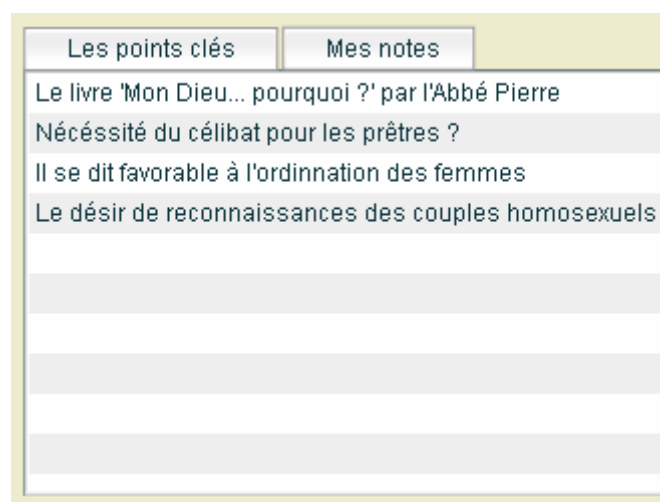 Les points clés
Mes notes
Le livre 'Mon Dieu... pourquoi ?' par l'Abbé Pierre
Nécéssité du célibat pour les prêtres ?
Il se dit favorable à l'ordinnation des femmes
Le désir de reconnaissances des couples homosexuels